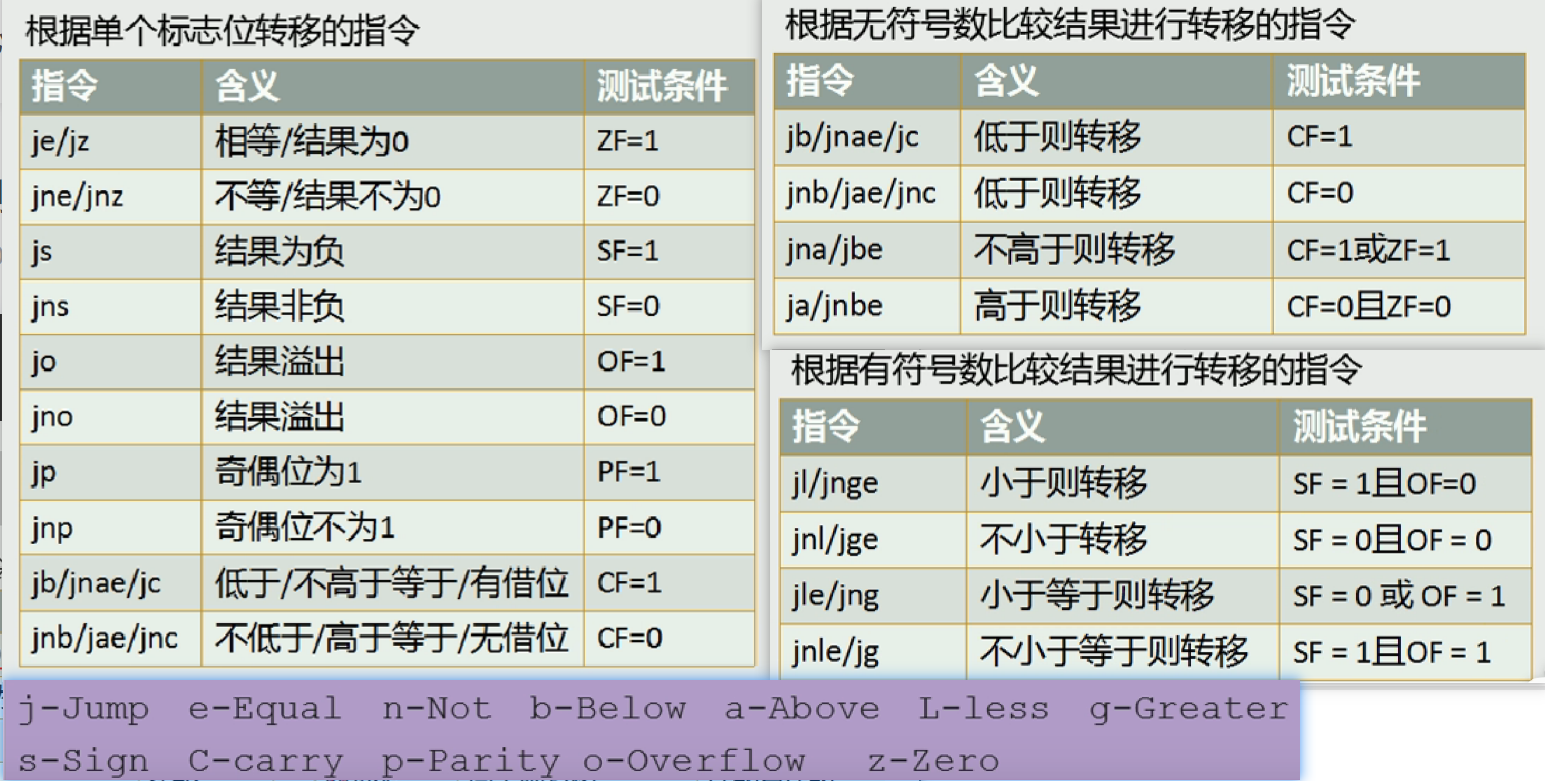 根据单个标志位转移的指令
指令 含义 测试条件
je/jz 相等/结果为0 ZF=1
jne/jnz 不等/结果不为0 ZF=0
js 结果为负 SF=1
jns 结果非负 SF=0
jo 结果溢出 OF=1
jno 结果溢出 OF=0
jp 奇偶位为1 PF=1
jnp 奇偶位不为1 PF=0
jb/jnae/jc 低于/不高于等于/有借位 CF=1
jnb/jae/jnc 不低于/高于等于/无借位 CF=0
根据无符号数比较结果进行转移的指令
指令 含义 测试条件
jb/jnae/jc 低于则转移 CF=1
jnb/jae/jnc 低于则转移 CF=0
jna/jbe 不高于则转移 CF=1或ZF=1
ja/jnbe 高于则转移 CF=0且ZF=0
根据有符号数比较结果进行转移的指令
指令 含义 测试条件
jl/jnge 小于则转移 SF = 1且OF=0
jnl/jge 不小于转移 SF = 0且OF = 0
jle/jng 小于等于则转移 SF = 0 或 OF = 1
jnle/jg 不小于等于则转移 SF = 1且OF = 1
j-Jump e-Equal n-Not b-Below a-Above L-less g-Greater
s-Sign C-carry p-Parity o-Overflow z-Zero